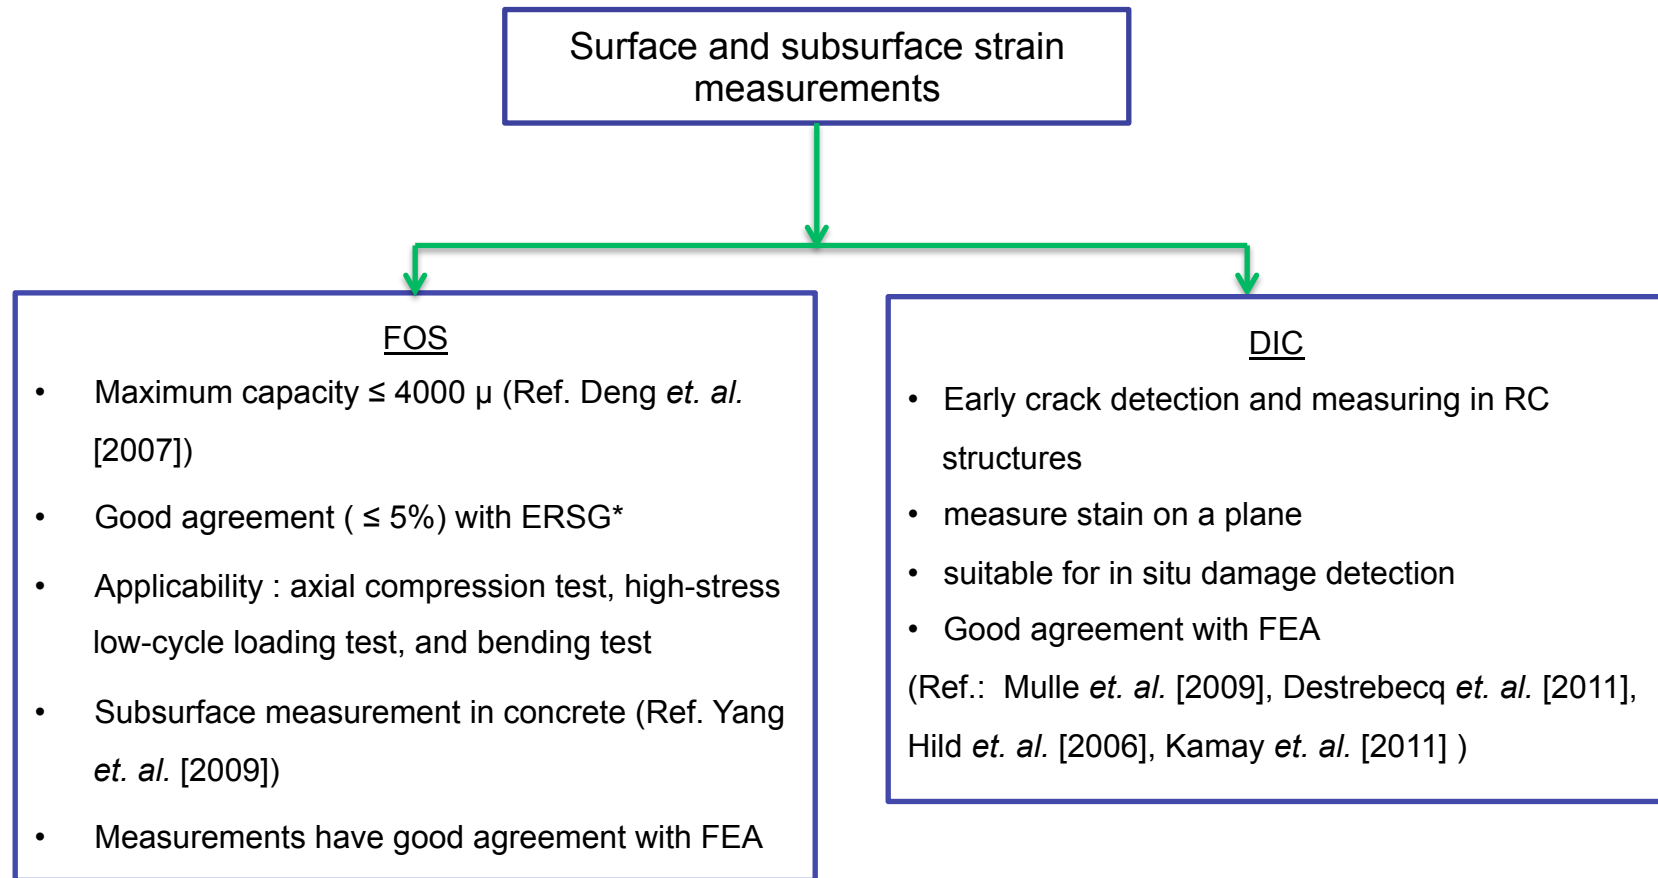 Surface and subsurface strain
measurements
FOS
• Maximum capacity ≤ 4000 μ (Ref. Deng et. al.
[2007])
• Good agreement ( ≤ 5%) with ERSG*
• Applicability : axial compression test, high-stress
low-cycle loading test, and bending test
• Subsurface measurement in concrete (Ref. Yang
et. al. [2009])
• Measurements have good agreement with FEA
DIC
• Early crack detection and measuring in RC
structures
• measure stain on a plane
• suitable for in situ damage detection
• Good agreement with FEA
(Ref.: Mulle et. al. [2009], Destrebecq et. al. [2011],
Hild et. al. [2006], Kamay et. al. [2011] )